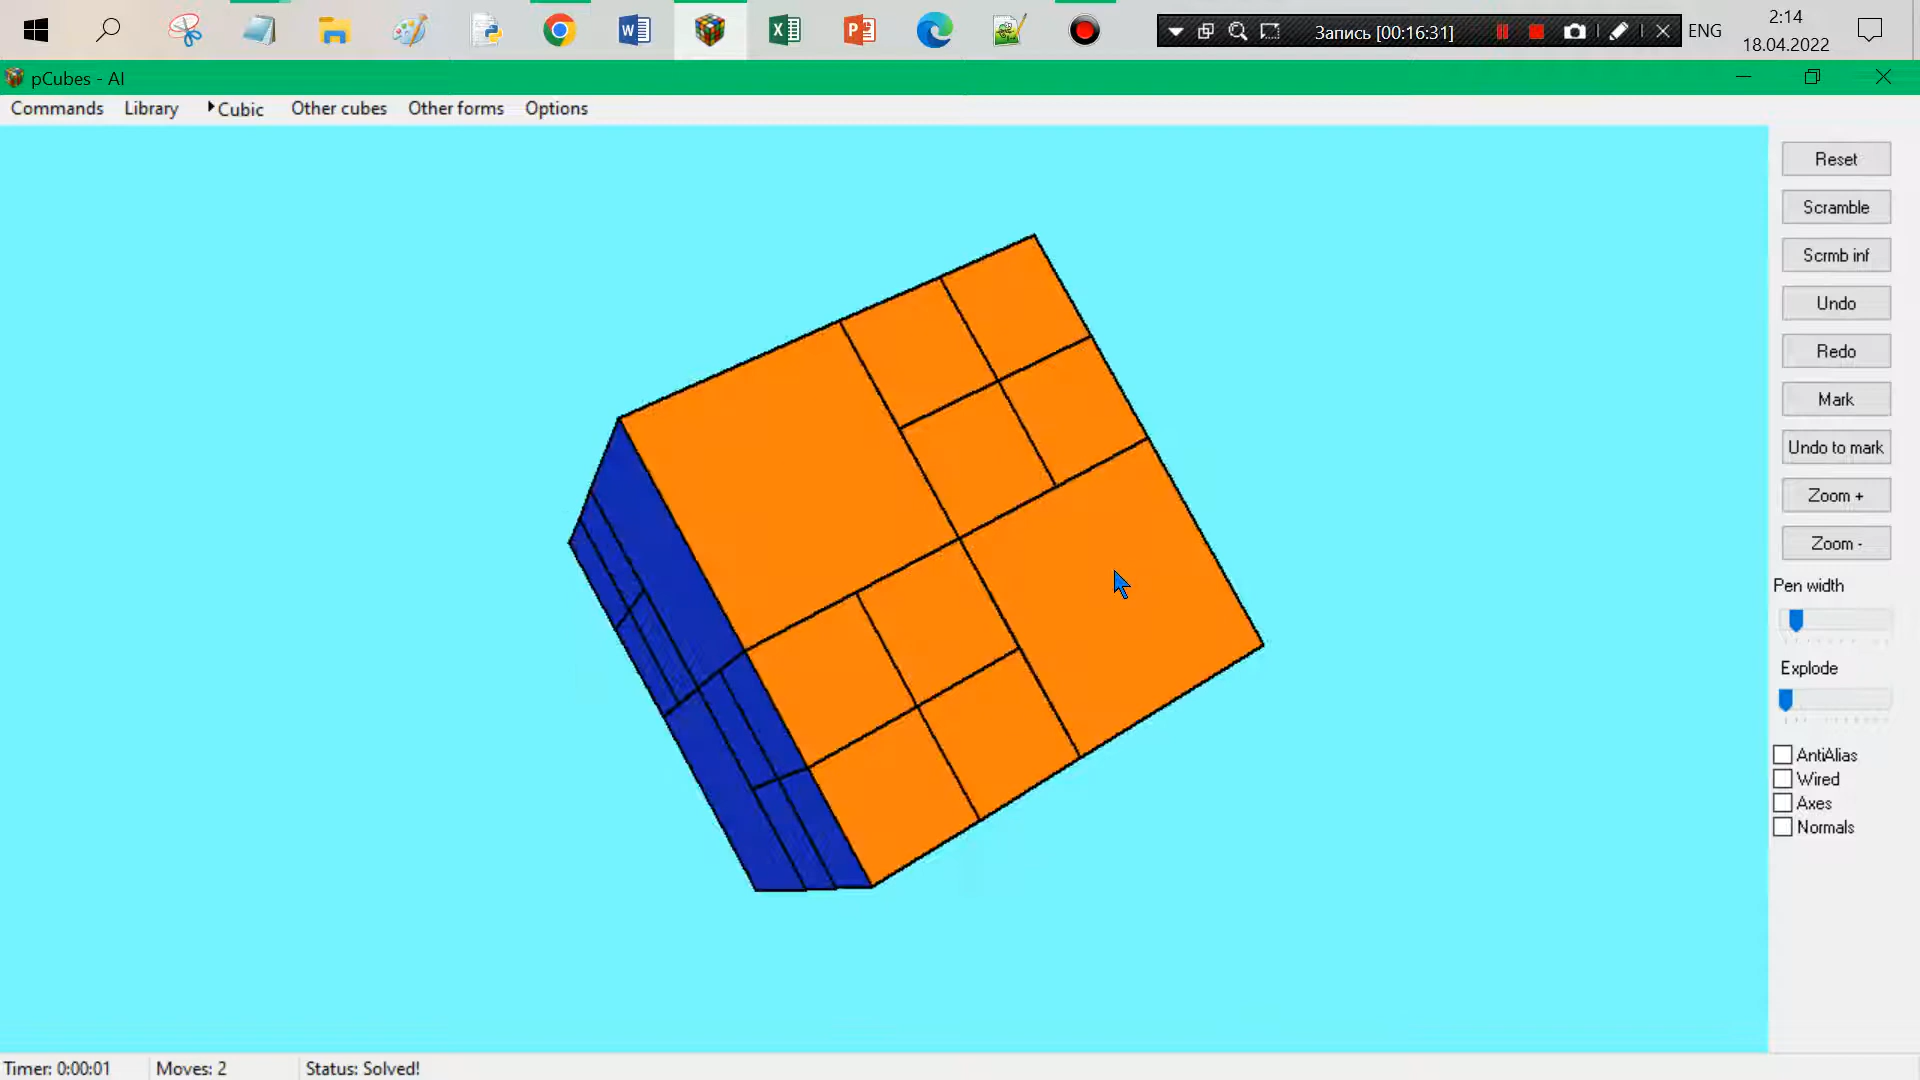 Запись [00:16:31]
ENG
2:14
18.04.2022
pCubes - AI
Commands Library Cubic Other cubes Other forms Options
Reset
Scramble
Scrmb inf
Undo
Redo
Mark
Undo to mark
Zoom +
Zoom -
Pen width
Explode
AntiAlias
Wired
Axes
Normals
Timer: 0:00:01 Moves: 2 Status: Solved!